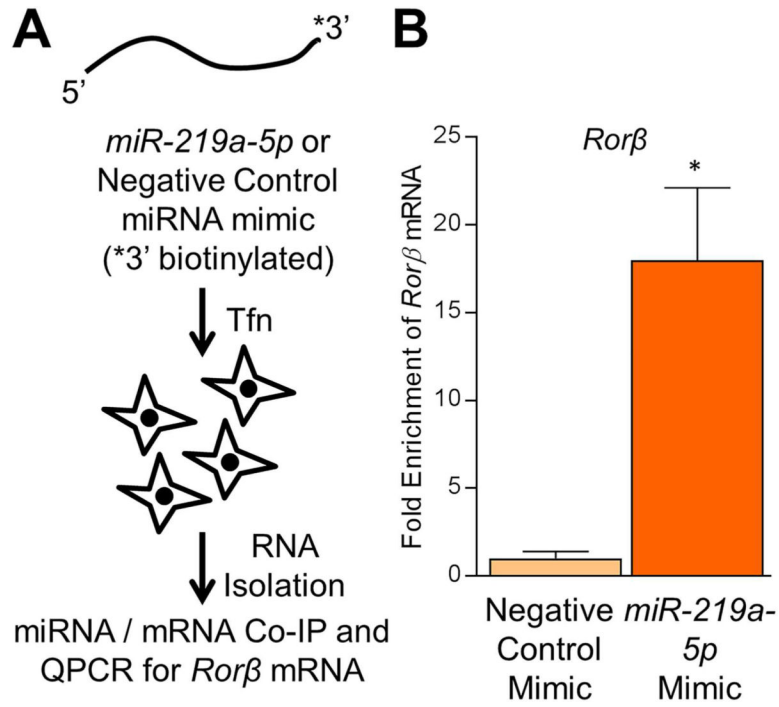 A
*3’
5’
miR-219a-5p or
Negative Control
miRNA mimic
(*3’ biotinylated)
Tfn
RNA
Isolation
miRNA / mRNA Co-IP and
QPCR for Rorβ mRNA
B
Rorβ
*
Fold Enrichment of Rorβ mRNA
25
20
15
10
5
0
Negative
Control
Mimic
miR-219a-
5p
Mimic